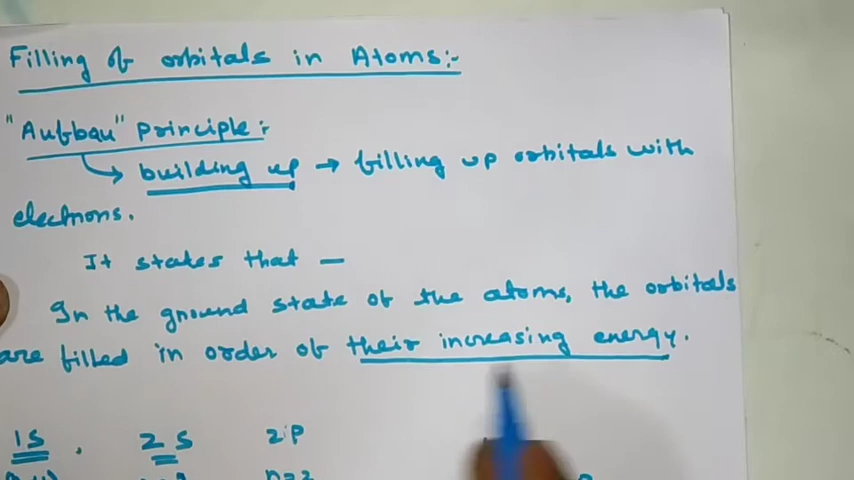 Filling of orbitals in Atoms:-
"Aufbau" principle:
building up → filling up orbitals with
electrons.
It states that —
In the ground state of the atoms, the orbitals
are filled in order of their increasing energy.
1S . 2S 2p
n=2